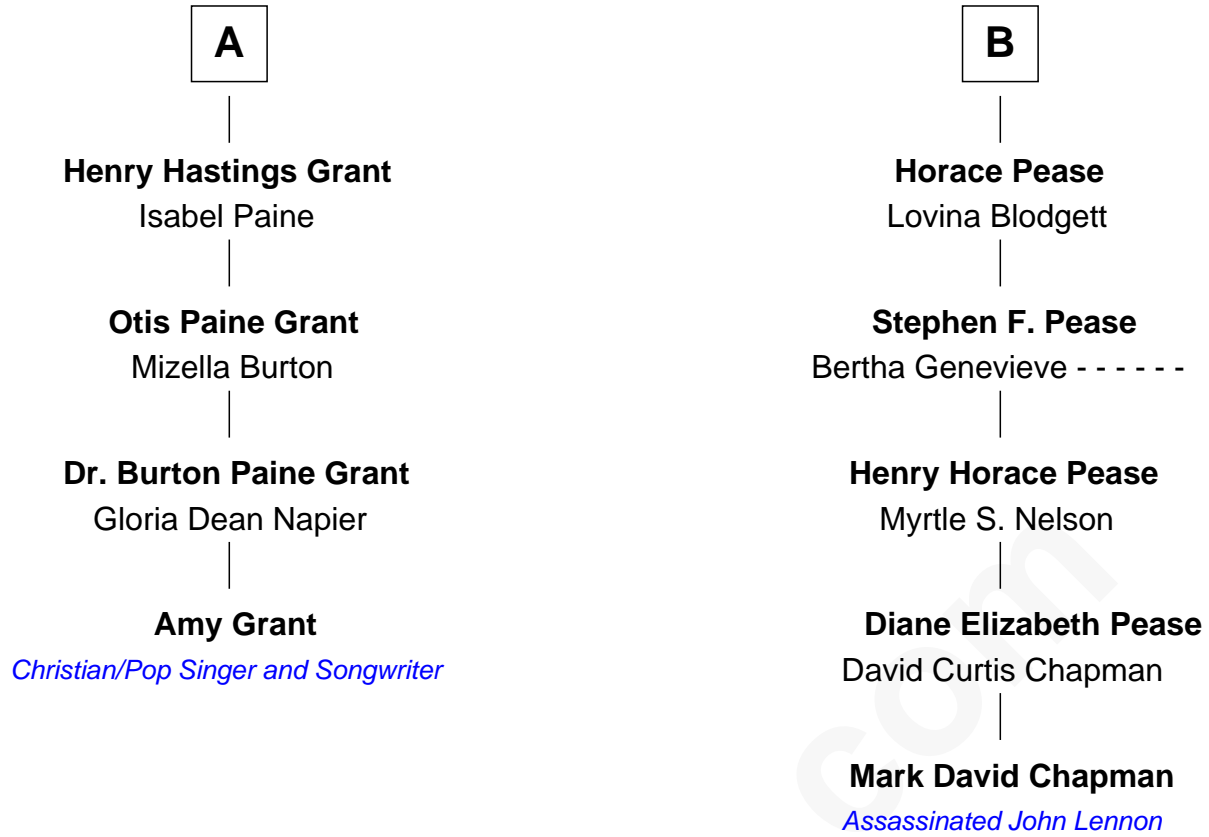 A
Henry Hastings Grant
Isabel Paine
Otis Paine Grant
Mizella Burton
Dr. Burton Paine Grant
Gloria Dean Napier
Amy Grant
Christian/Pop Singer and Songwriter
B
Horace Pease
Lovina Blodgett
Stephen F. Pease
Bertha Genevieve - - - - - -
Henry Horace Pease
Myrtle S. Nelson
Diane Elizabeth Pease
David Curtis Chapman
Mark David Chapman
Assassinated John Lennon
com